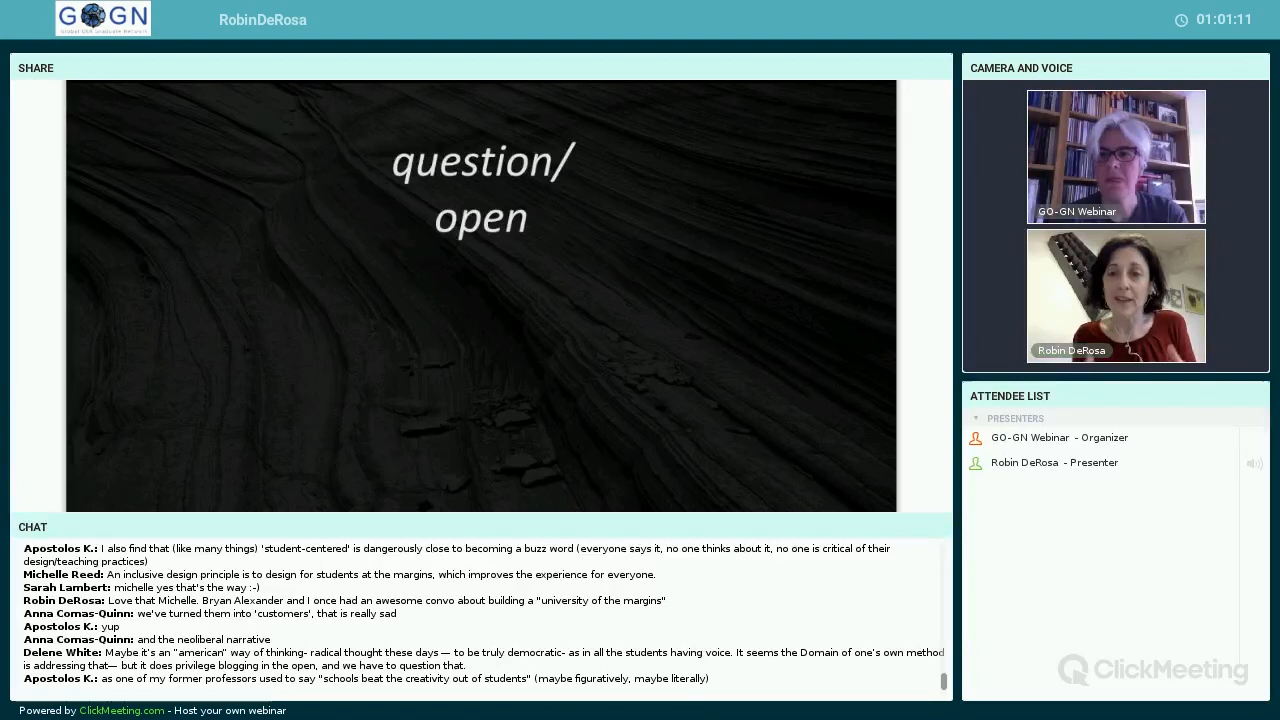 GOGN
Global OER Graduate Network
RobinDeRosa
01:01:11
SHARE
question/
open
CAMERA AND VOICE
GO-GN Webinar
Robin DeRosa
ATTENDEE LIST
PRESENTERS
GO-GN Webinar - Organizer
Robin DeRosa - Presenter
CHAT
Apostolos K.: I also find that (like many things) 'student-centered' is dangerously close to becoming a buzz word (everyone says it, no one thinks about it, no one is critical of their
design/teaching practices)
Michelle Reed: An inclusive design principle is to design for students at the margins, which improves the experience for everyone.
Sarah Lambert: michelle yes that's the way :-)
Robin DeRosa: Love that Michelle. Bryan Alexander and I once had an awesome convo about building a "university of the margins"
Anna Comas-Quinn: we've turned them into 'customers', that is really sad
Apostolos K.: yup
Anna Comas-Quinn: and the neoliberal narrative
Delene White: Maybe it's an "american" way of thinking- radical thought these days — to be truly democratic- as in all the students having voice. It seems the Domain of one's own method
is addressing that— but it does privilege blogging in the open, and we have to question that.
Apostolos K.: as one of my former professors used to say "schools beat the creativity out of students" (maybe figuratively, maybe literally)
ClickMeeting
Powered by ClickMeeting.com - Host your own webinar